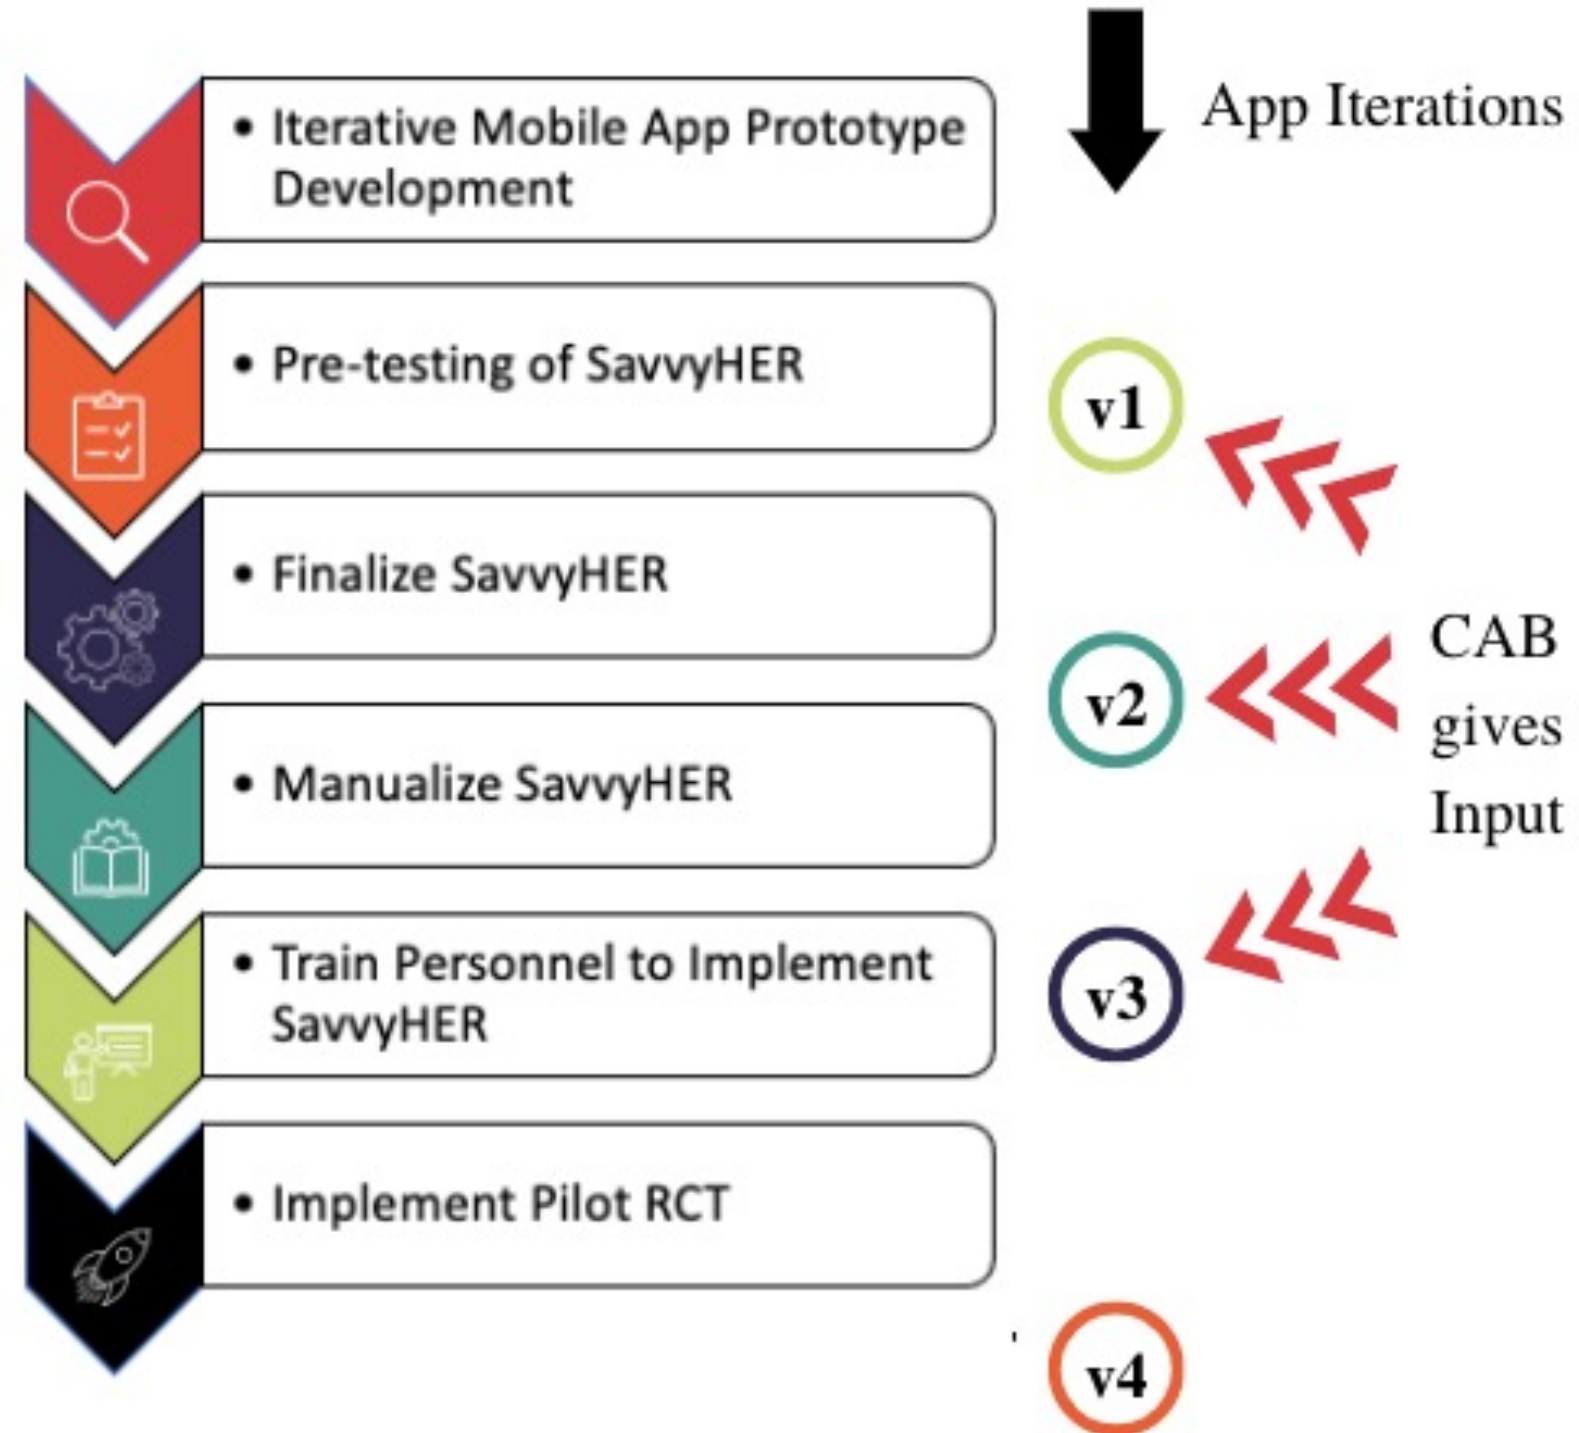 • Iterative Mobile App Prototype
Development
• Pre-testing of SavvyHER
• Finalize SavvyHER
• Manualize SavvyHER
• Train Personnel to Implement
SavvyHER
• Implement Pilot RCT
App Iterations
v1
v2
v3
v4
CAB
gives
Input